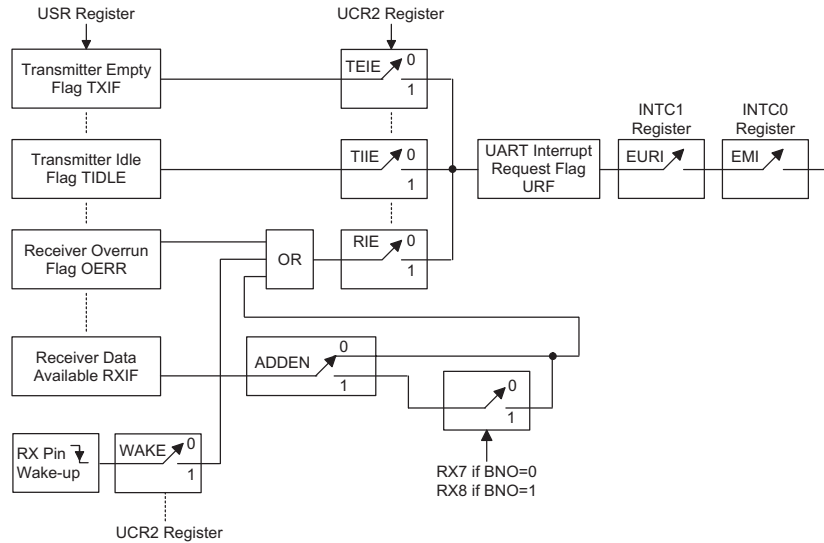 USR Register
UCR2 Register
Transmitter Empty
Flag TXIF
TEIE
0
1
INTC1
Register
INTC0
Register
Transmitter Idle
Flag TIDLE
TIIE
0
1
UART Interrupt
Request Flag
URF
EURI
EMI
Receiver Overrun
Flag OERR
OR
RIE
0
1
Receiver Data
Available RXIF
ADDEN
0
1
0
1
RX Pin
Wake-up
WAKE
0
1
RX7 if BNO=0
RX8 if BNO=1
UCR2 Register